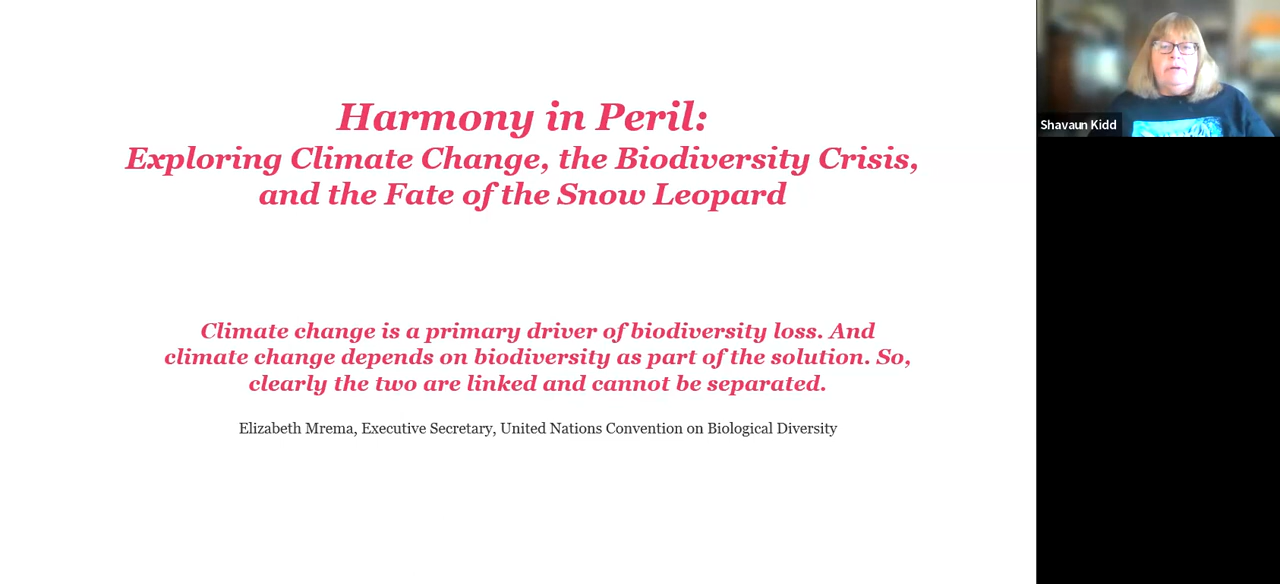 Harmony in Peril:
Exploring Climate Change, the Biodiversity Crisis,
and the Fate of the Snow Leopard
Climate change is a primary driver of biodiversity loss. And
climate change depends on biodiversity as part of the solution. So,
clearly the two are linked and cannot be separated.
Elizabeth Mrema, Executive Secretary, United Nations Convention on Biological Diversity
Shavaun Kidd